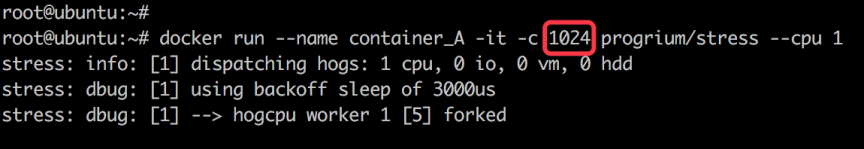 root@ubuntu:~#
root@ubuntu:~# docker run --name container_A -it -c 1024 progrium/stress --cpu 1
stress: info: [1] dispatching hogs: 1 cpu, 0 io, 0 vm, 0 hdd
stress: dbug: [1] using backoff sleep of 3000us
stress: dbug: [1] --> hogcpu worker 1 [5] forked